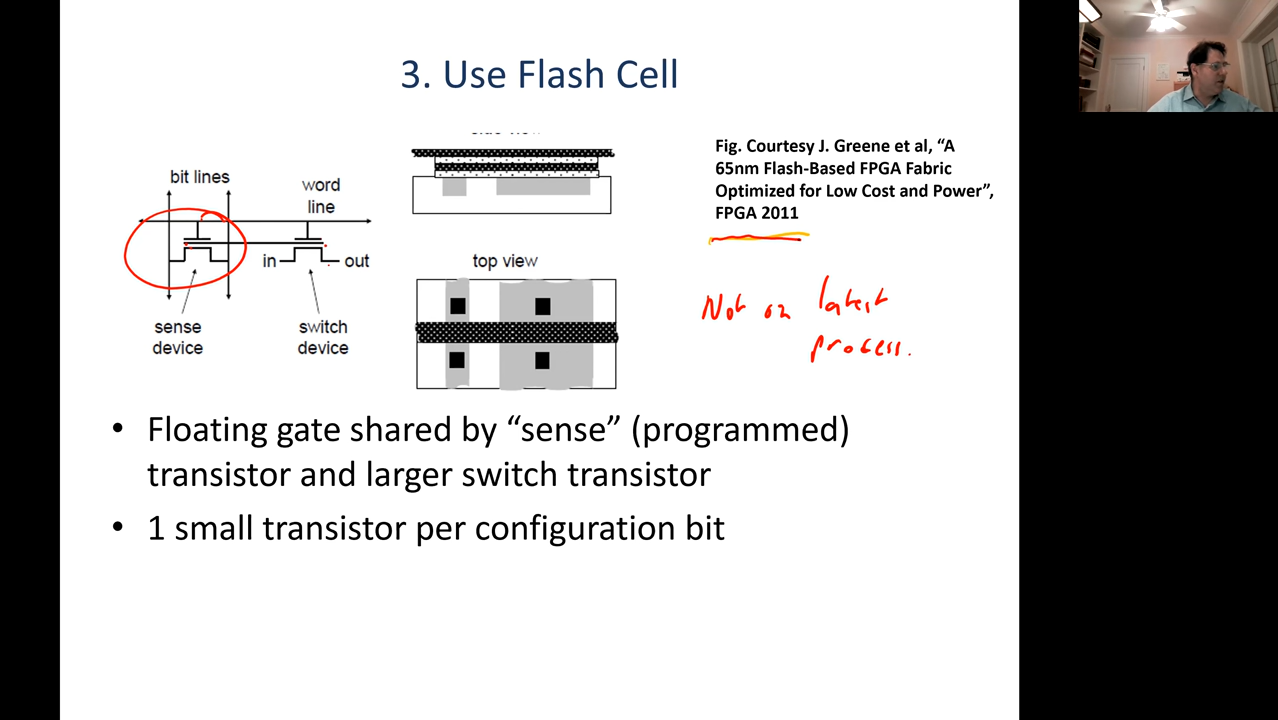 3. Use Flash Cell
bit lines
word
line
in
out
sense
device
switch
device
top view
Fig. Courtesy J. Greene et al, “A
65nm Flash-Based FPGA Fabric
Optimized for Low Cost and Power”,
FPGA 2011
Not on latest
process.
• Floating gate shared by “sense” (programmed)
transistor and larger switch transistor
• 1 small transistor per configuration bit